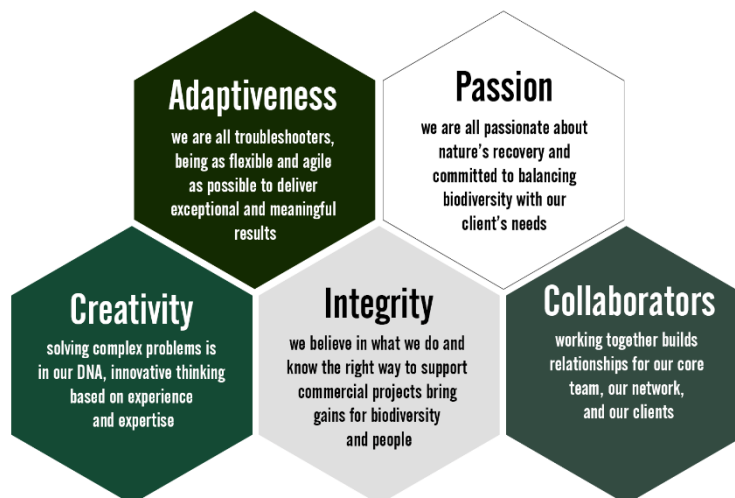 Adaptiveness
we are all troubleshooters,
being as flexible and agile
as possible to deliver
exceptional and meaningful
results
Passion
we are all passionate about
nature's recovery and
committed to balancing
biodiversity with our
client's needs
Creativity
solving complex problems is
in our DNA, innovative thinking
based on experience
and expertise
Integrity
we believe in what we do and
know the right way to support
commercial projects bring
gains for biodiversity
and people
Collaborators
working together builds
relationships for our core
team, our network,
and our clients